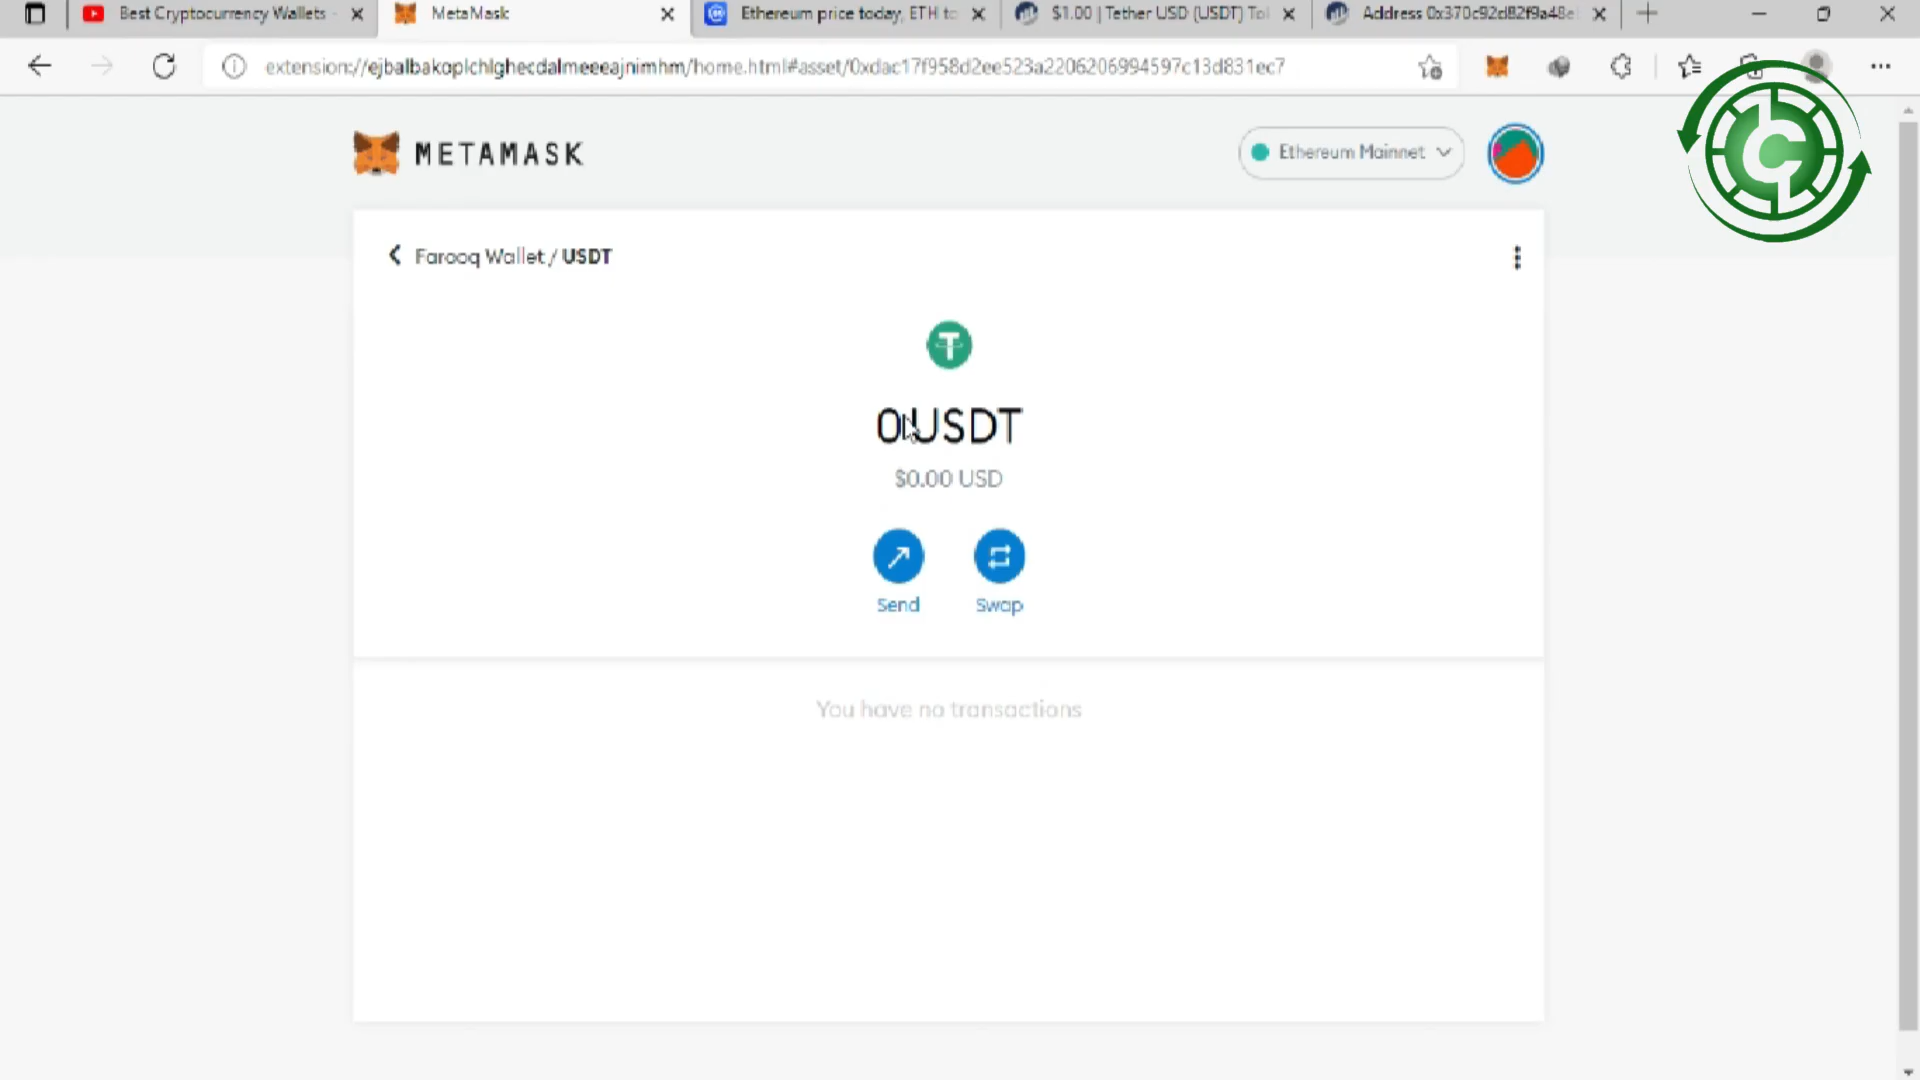 Best Cryptocurrency Wallets -
MetaMask
Ethereum price today, ETH to
$1.00 | Tether USD (USDT) Tol
Address 0x370c92d82f9a48e
extension://ejbalbakoplchlghecdalmeeeajnimhm/home.html#asset/0xdac17f958d2ee523a2206206994597c13d831ec7
METAMASK
Ethereum Mainnet
Farooq Wallet / USDT
0 USDT
$0.00 USD
Send
Swap
You have no transactions